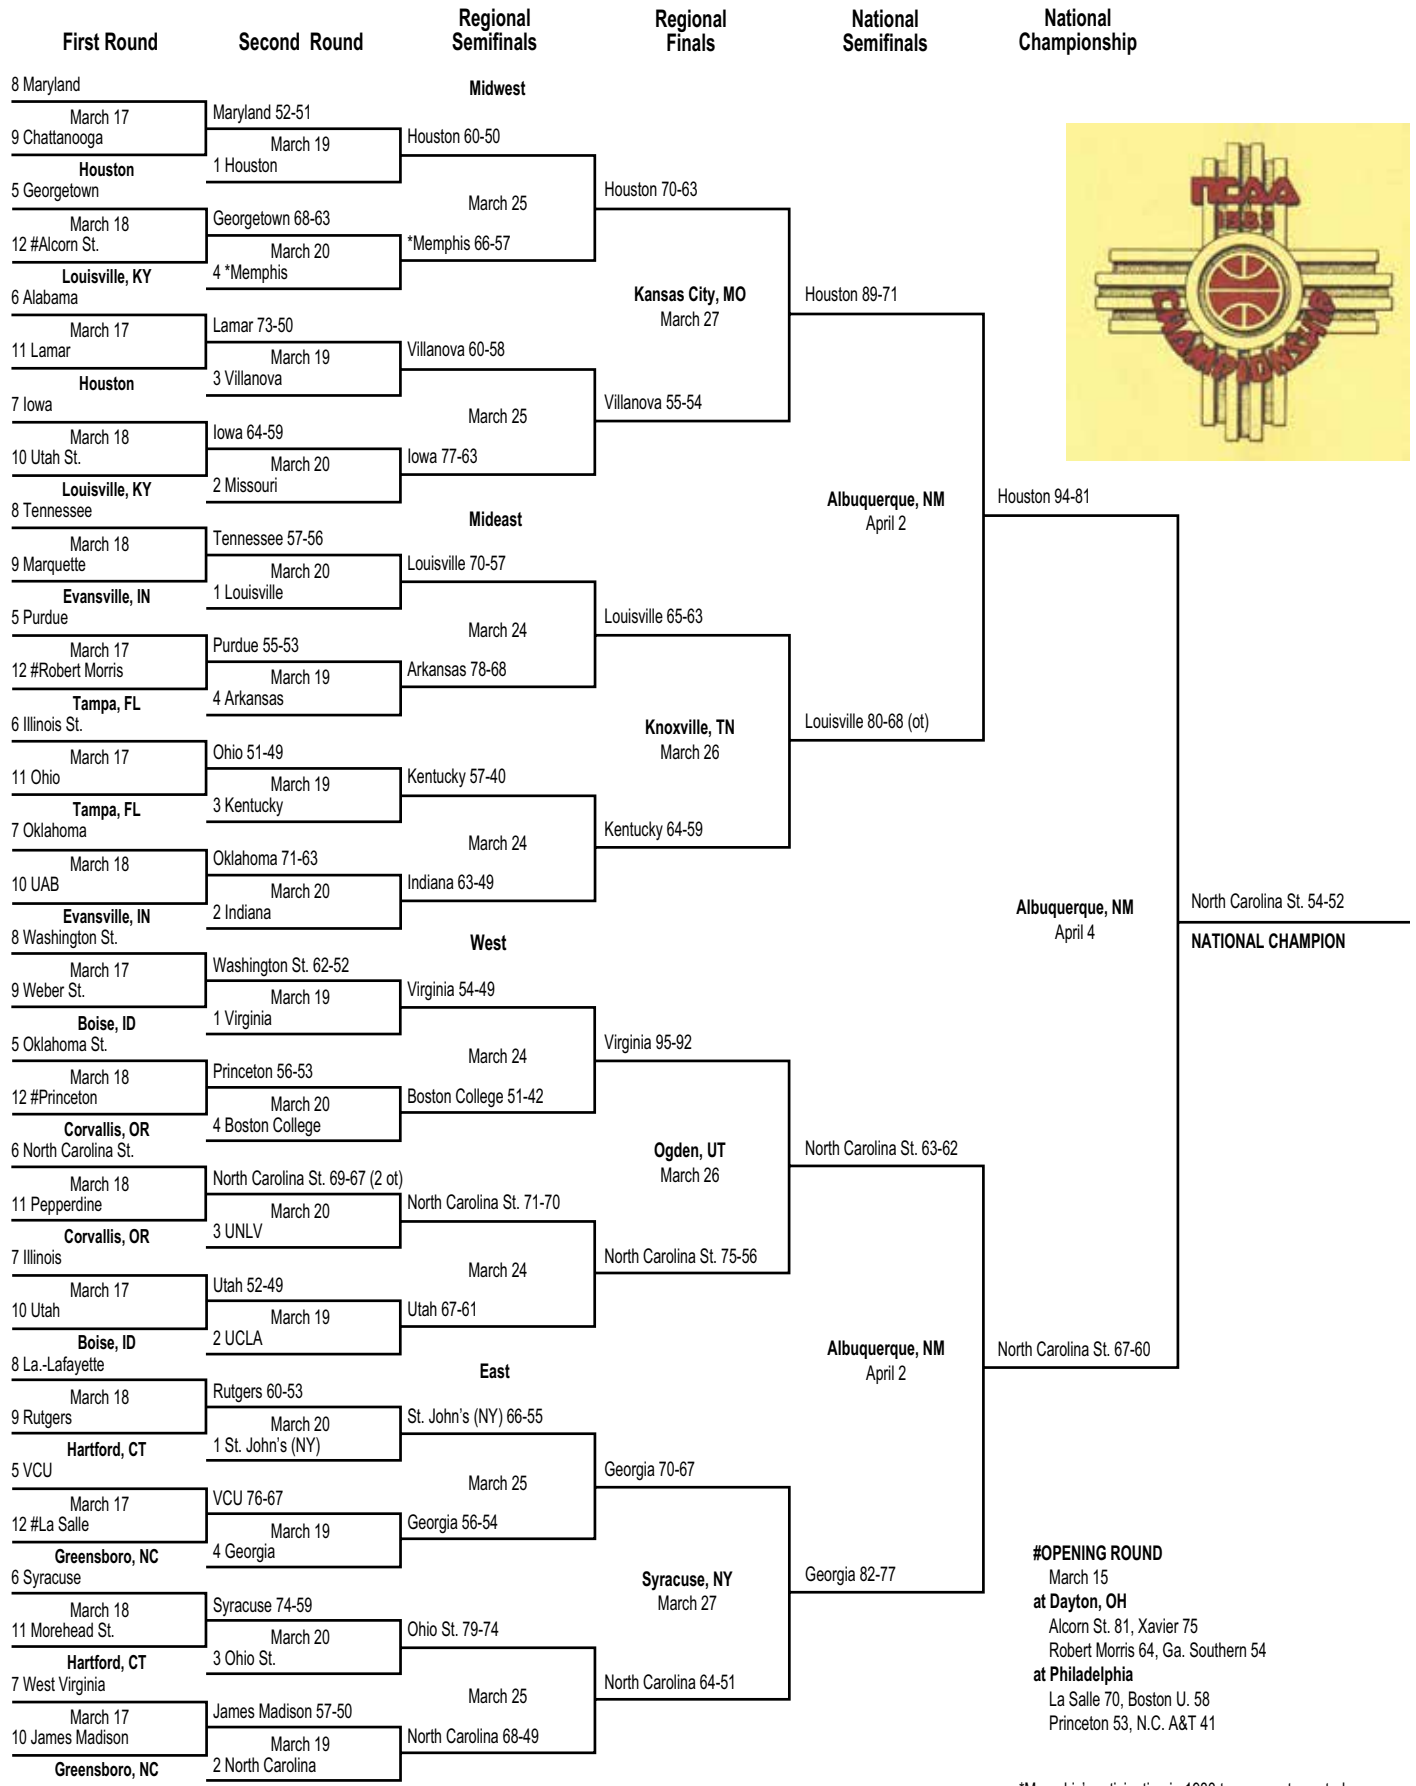 First Round
Second Round
Regional
Semifinals
Regional
Finals
National
Semifinals
National
Championship
8 Maryland
March 17
9 Chattanooga
Houston
5 Georgetown
March 18
12 #Alcorn St.
Louisville, KY
6 Alabama
March 17
11 Lamar
Houston
7 Iowa
March 18
10 Utah St.
Louisville, KY
8 Tennessee
March 18
9 Marquette
Evansville, IN
5 Purdue
March 17
12 #Robert Morris
Tampa, FL
6 Illinois St.
March 17
11 Ohio
Tampa, FL
7 Oklahoma
March 18
10 UAB
Evansville, IN
8 Washington St.
March 17
9 Weber St.
Boise, ID
5 Oklahoma St.
March 18
12 #Princeton
Corvallis, OR
6 North Carolina St.
March 18
11 Pepperdine
Corvallis, OR
7 Illinois
March 17
10 Utah
Boise, ID
8 La.-Lafayette
March 18
9 Rutgers
Hartford, CT
5 VCU
March 17
12 #La Salle
Greensboro, NC
6 Syracuse
March 18
11 Morehead St.
Hartford, CT
7 West Virginia
March 17
10 James Madison
Greensboro, NC
Maryland 52-51
March 19
1 Houston
Georgetown 68-63
March 20
4 *Memphis
Lamar 73-50
March 19
3 Villanova
Iowa 64-59
March 20
2 Missouri
Tennessee 57-56
March 20
1 Louisville
Purdue 55-53
March 19
4 Arkansas
Ohio 51-49
March 19
3 Kentucky
Oklahoma 71-63
March 20
2 Indiana
Washington St. 62-52
March 19
1 Virginia
Princeton 56-53
March 20
4 Boston College
North Carolina St. 69-67 (2 ot)
March 20
3 UNLV
Utah 52-49
March 19
2 UCLA
Rutgers 60-53
March 20
1 St. John's (NY)
VCU 76-67
March 19
4 Georgia
Syracuse 74-59
March 20
3 Ohio St.
James Madison 57-50
March 19
2 North Carolina
Midwest
Houston 60-50
March 25
*Memphis 66-57
Villanova 60-58
March 25
Iowa 77-63
Mideast
Louisville 70-57
March 24
Arkansas 78-68
Kentucky 57-40
March 24
Indiana 63-49
West
Virginia 54-49
March 24
Boston College 51-42
North Carolina St. 71-70
March 24
Utah 67-61
East
St. John's (NY) 66-55
March 25
Georgia 56-54
Ohio St. 79-74
March 25
North Carolina 68-49
Houston 70-63
Kansas City, MO
March 27
Villanova 55-54
Louisville 65-63
Knoxville, TN
March 26
Kentucky 64-59
Virginia 95-92
Ogden, UT
March 26
North Carolina St. 75-56
Georgia 70-67
Syracuse, NY
March 27
North Carolina 64-51
Houston 89-71
Albuquerque, NM
April 2
Louisville 80-68 (ot)
North Carolina St. 63-62
Albuquerque, NM
April 2
Georgia 82-77
Houston 94-81
Albuquerque, NM
April 4
North Carolina St. 67-60
North Carolina St. 54-52
NATIONAL CHAMPION
NCAA
1983
CHAMPIONSHIP
#OPENING ROUND
March 15
at Dayton, OH
Alcorn St. 81, Xavier 75
Robert Morris 64, Ga. Southern 54
at Philadelphia
La Salle 70, Boston U. 58
Princeton 53, N.C. A&T 41